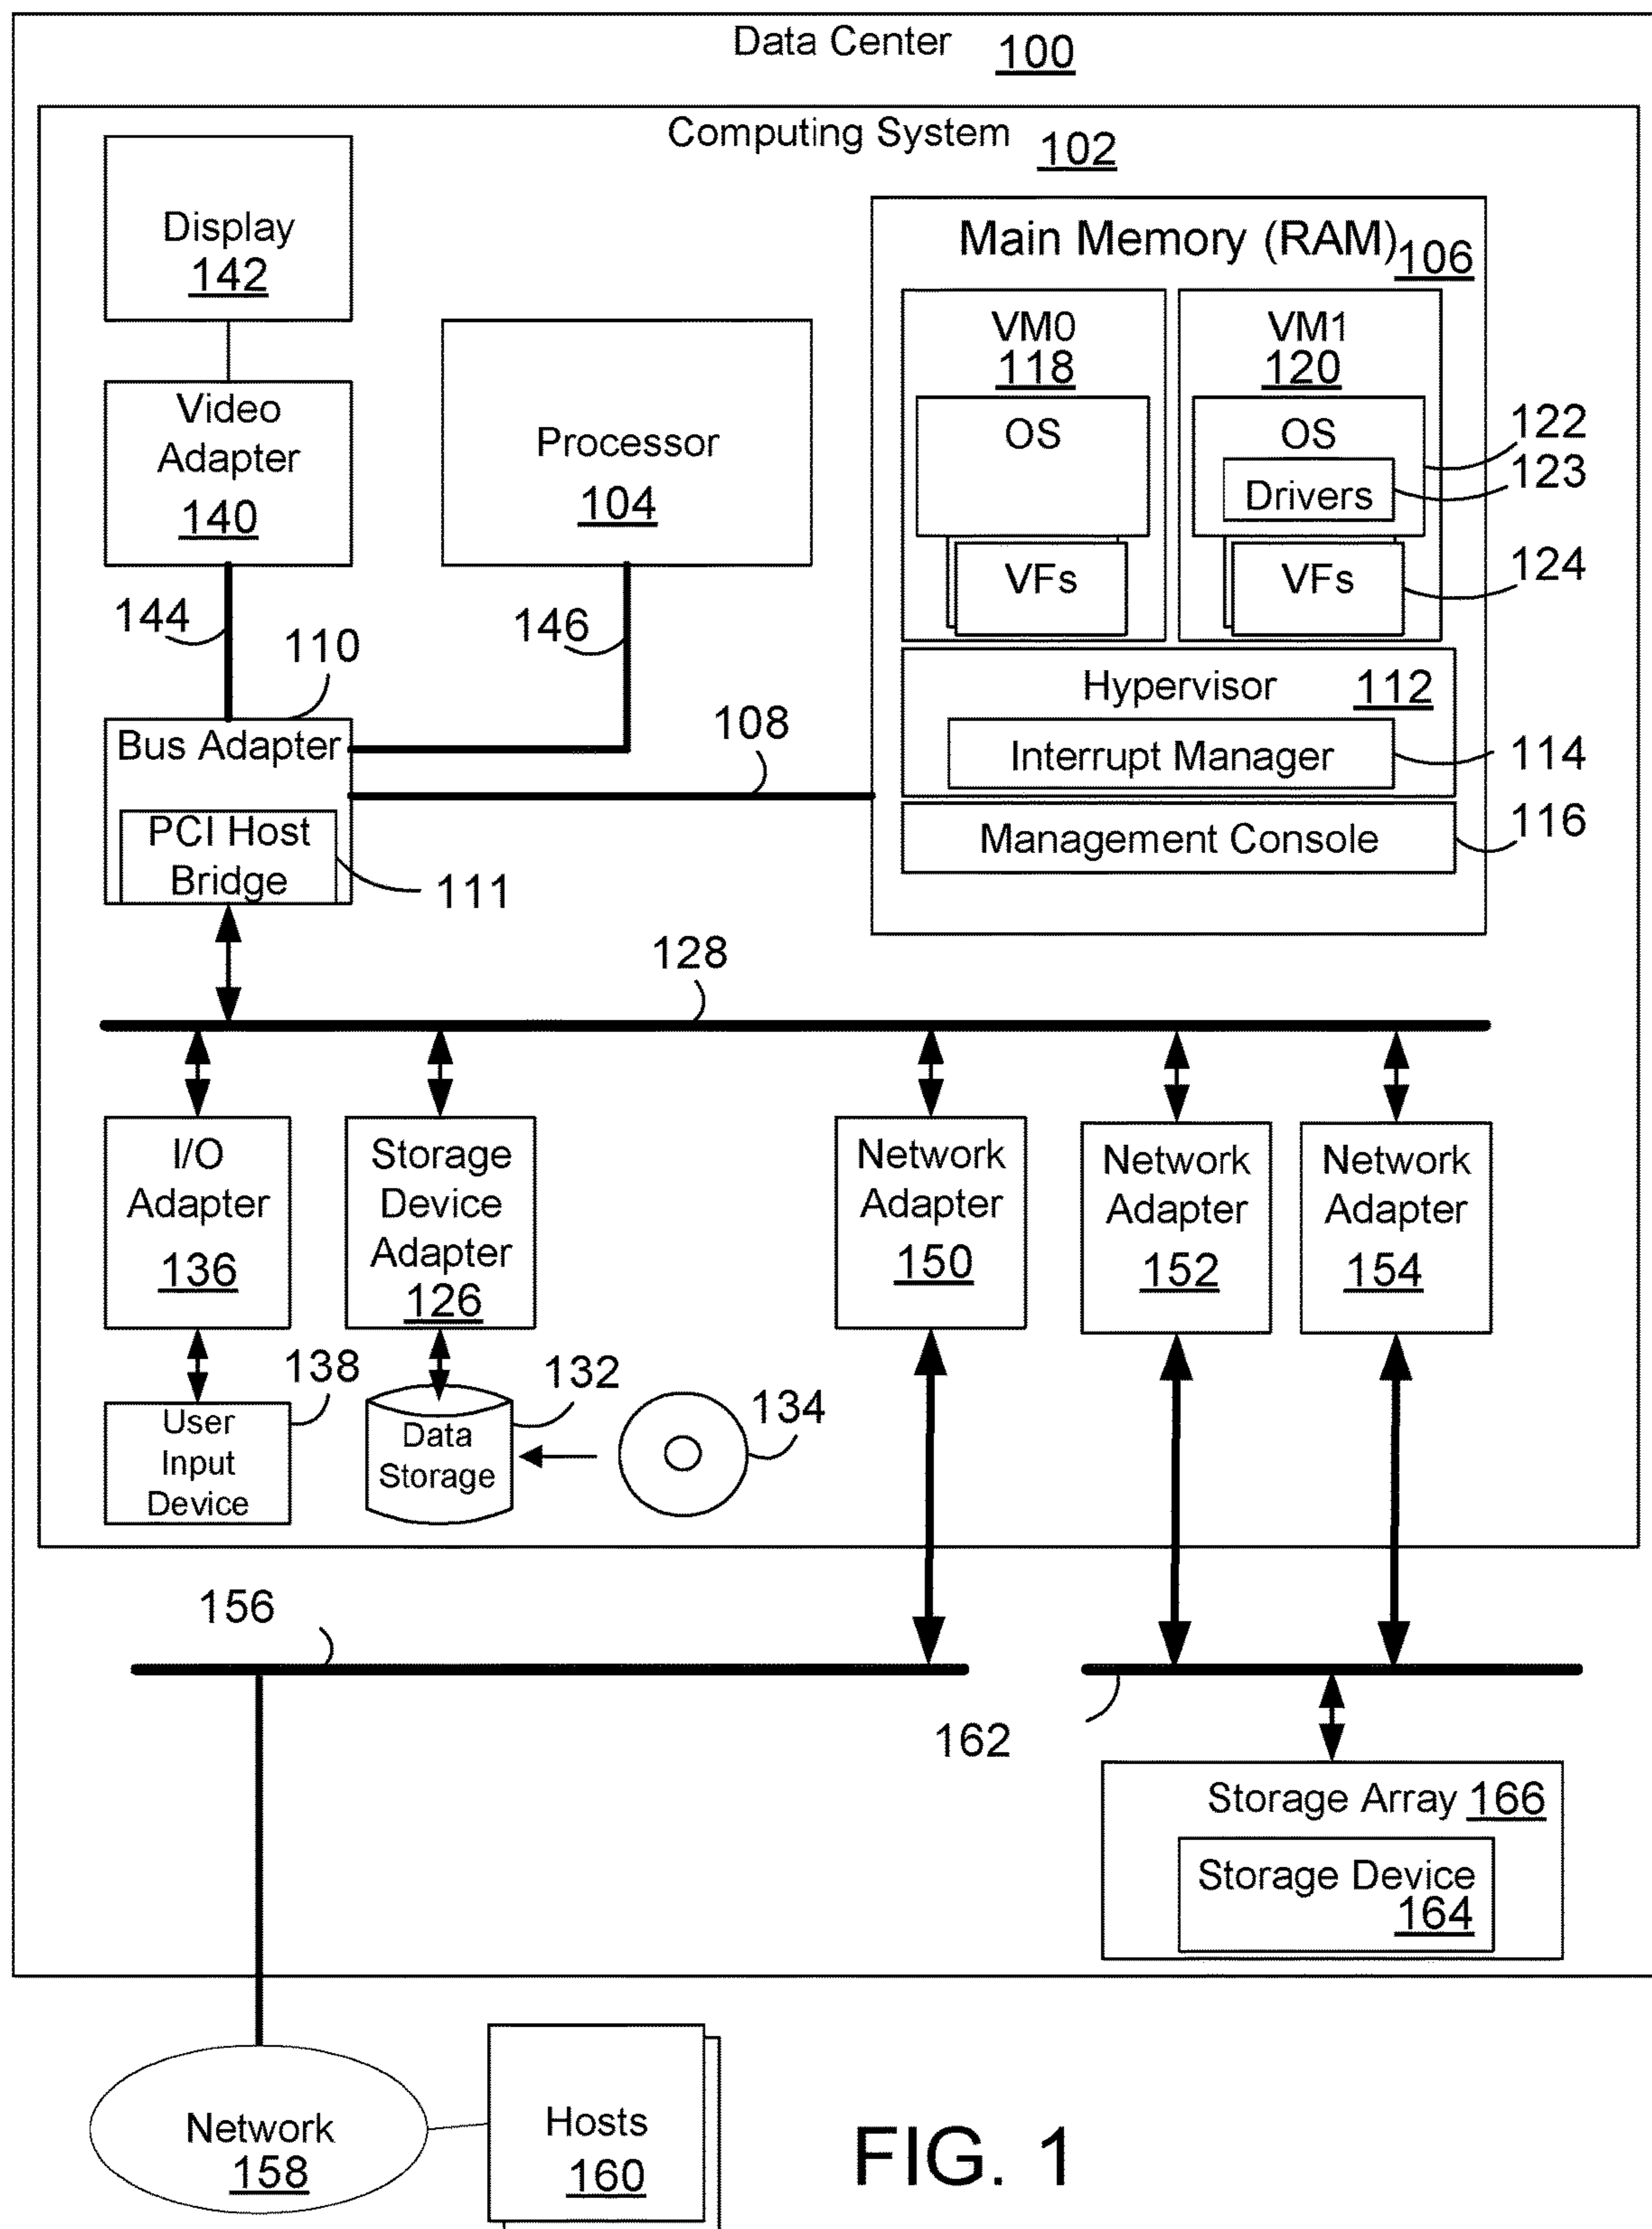 Data Center 100
Computing System 102
Display
142
Video
Adapter
140
Processor
104
Main Memory (RAM) 106
VM0
118
OS
VFs
VM1
120
OS
Drivers
VFs
122
123
124
Hypervisor 112
Interrupt Manager
114
Management Console
116
144
146
110
108
Bus Adapter
PCI Host
Bridge
111
128
I/O
Adapter
136
Storage
Device
Adapter
126
Network
Adapter
150
Network
Adapter
152
Network
Adapter
154
138
User
Input
Device
132
Data
Storage
134
156
162
Storage Array 166
Storage Device
164
Network
158
Hosts
160
FIG. 1